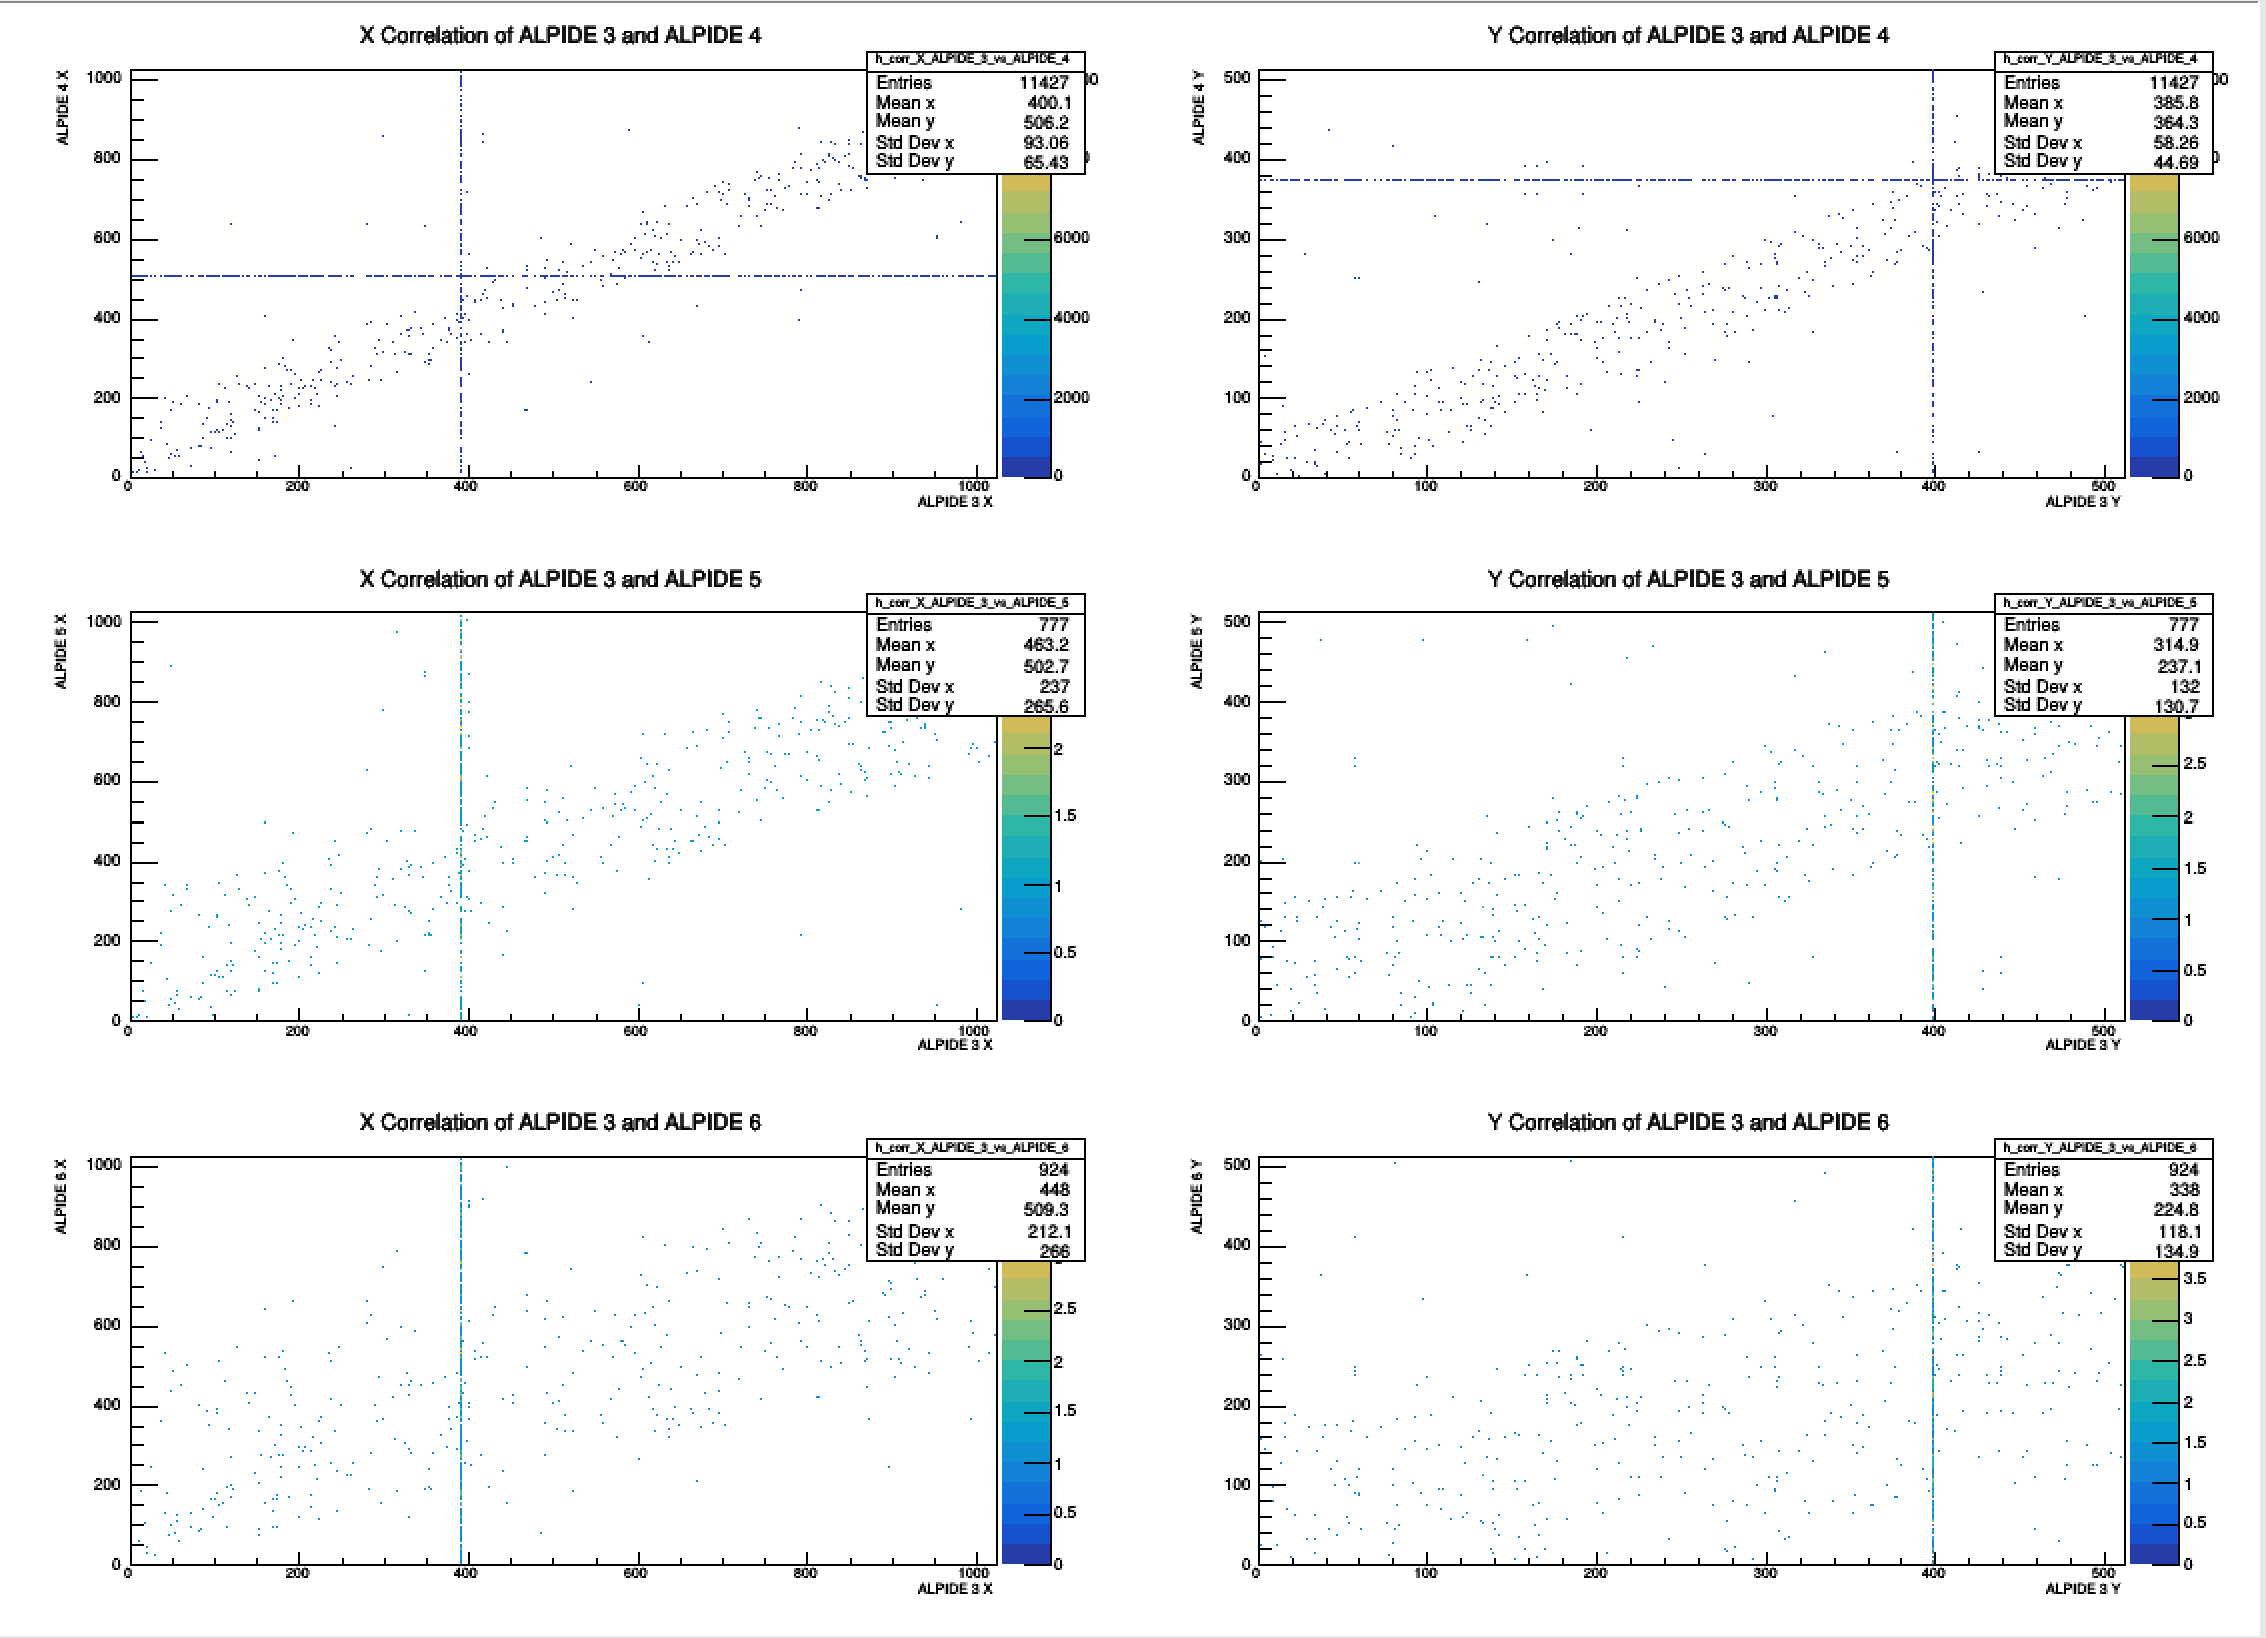 X Correlation of ALPIDE 3 and ALPIDE 4
h_corr_X_ALPIDE_3_vs_ALPIDE_4
Entries 11427
Mean x 400.1
Mean y 506.2
Std Dev x 93.06
Std Dev y 65.43
ALPIDE 4 X
1000
800
600
400
200
0
0 200 400 600 800 1000
ALPIDE 3 X
6000
4000
2000
0
Y Correlation of ALPIDE 3 and ALPIDE 4
h_corr_Y_ALPIDE_3_vs_ALPIDE_4
Entries 11427
Mean x 385.8
Mean y 364.3
Std Dev x 58.26
Std Dev y 44.69
ALPIDE 4 Y
500
400
300
200
100
0
0 100 200 300 400 500
ALPIDE 3 Y
6000
4000
2000
0
X Correlation of ALPIDE 3 and ALPIDE 5
h_corr_X_ALPIDE_3_vs_ALPIDE_5
Entries 777
Mean x 463.2
Mean y 502.7
Std Dev x 237
Std Dev y 265.6
ALPIDE 5 X
1000
800
600
400
200
0
0 200 400 600 800 1000
ALPIDE 3 X
2
1.5
1
0.5
0
Y Correlation of ALPIDE 3 and ALPIDE 5
h_corr_Y_ALPIDE_3_vs_ALPIDE_5
Entries 777
Mean x 314.9
Mean y 237.1
Std Dev x 132
Std Dev y 130.7
ALPIDE 5 Y
500
400
300
200
100
0
0 100 200 300 400 500
ALPIDE 3 Y
2.5
2
1.5
1
0.5
0
X Correlation of ALPIDE 3 and ALPIDE 6
h_corr_X_ALPIDE_3_vs_ALPIDE_6
Entries 924
Mean x 448
Mean y 509.3
Std Dev x 212.1
Std Dev y 266
ALPIDE 6 X
1000
800
600
400
200
0
0 200 400 600 800 1000
ALPIDE 3 X
2.5
2
1.5
1
0.5
0
Y Correlation of ALPIDE 3 and ALPIDE 6
h_corr_Y_ALPIDE_3_vs_ALPIDE_6
Entries 924
Mean x 338
Mean y 224.8
Std Dev x 118.1
Std Dev y 134.9
ALPIDE 6 Y
500
400
300
200
100
0
0 100 200 300 400 500
ALPIDE 3 Y
3.5
3
2.5
2
1.5
1
0.5
0